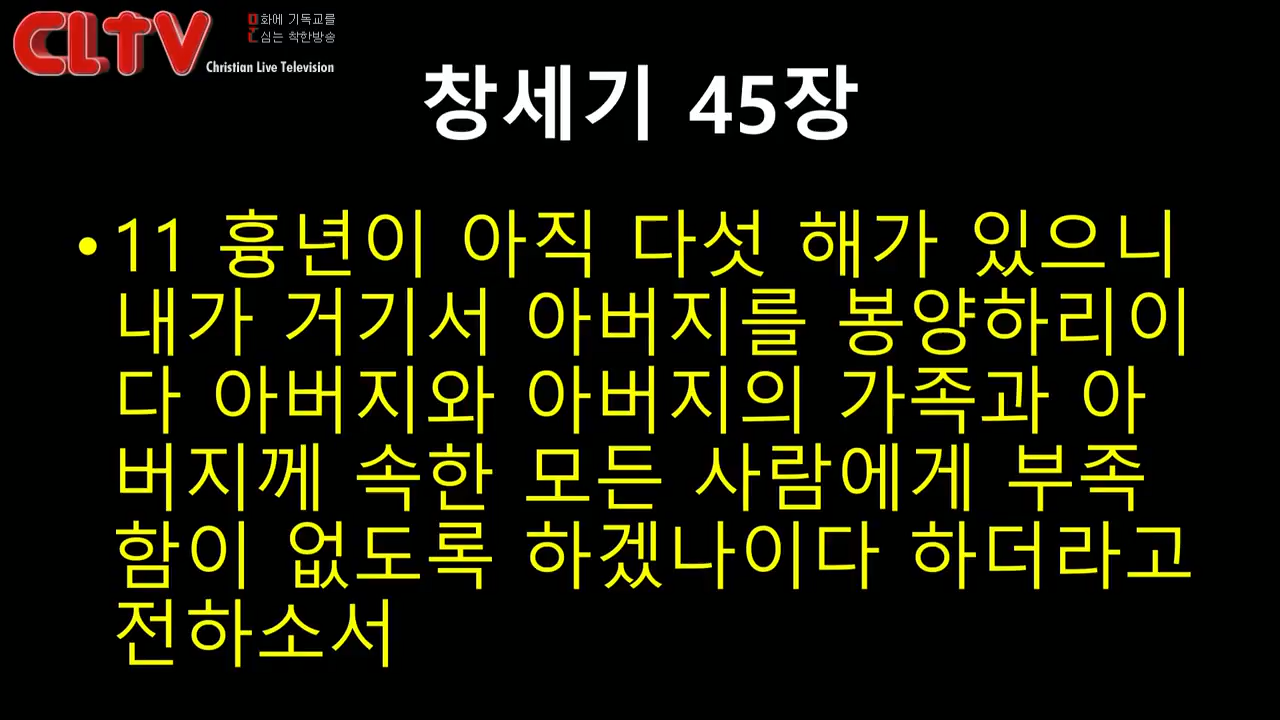 CLTV
문화에 기독교를
심는 착한방송
Christian Live Television
창세기 45장
•11 흉년이 아직 다섯 해가 있으니
내가 거기서 아버지를 봉양하리이
다 아버지와 아버지의 가족과 아
버지께 속한 모든 사람에게 부족
함이 없도록 하겠나이다 하더라고
전하소서